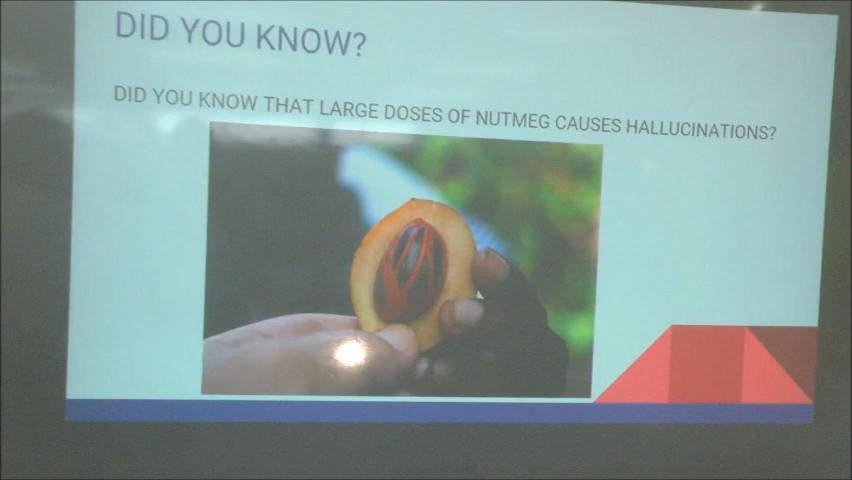 DID YOU KNOW?
DID YOU KNOW THAT LARGE DOSES OF NUTMEG CAUSES HALLUCINATIONS?